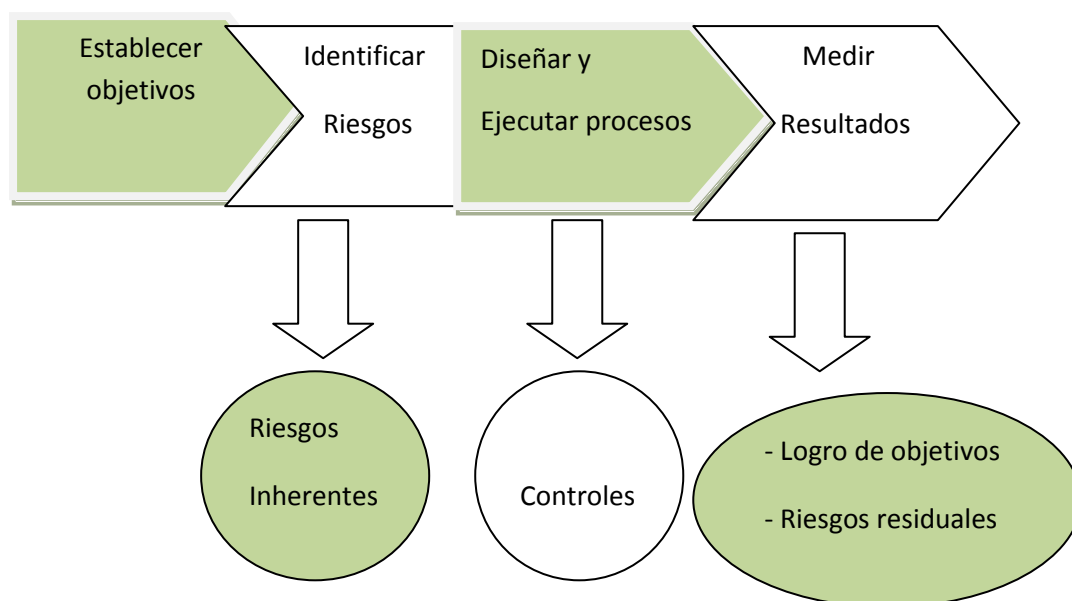 Establecer
objetivos
Identificar
Riesgos
Diseñar y
Ejecutar procesos
Medir
Resultados
Riesgos
Inherentes
Controles
- Logro de objetivos
- Riesgos residuales